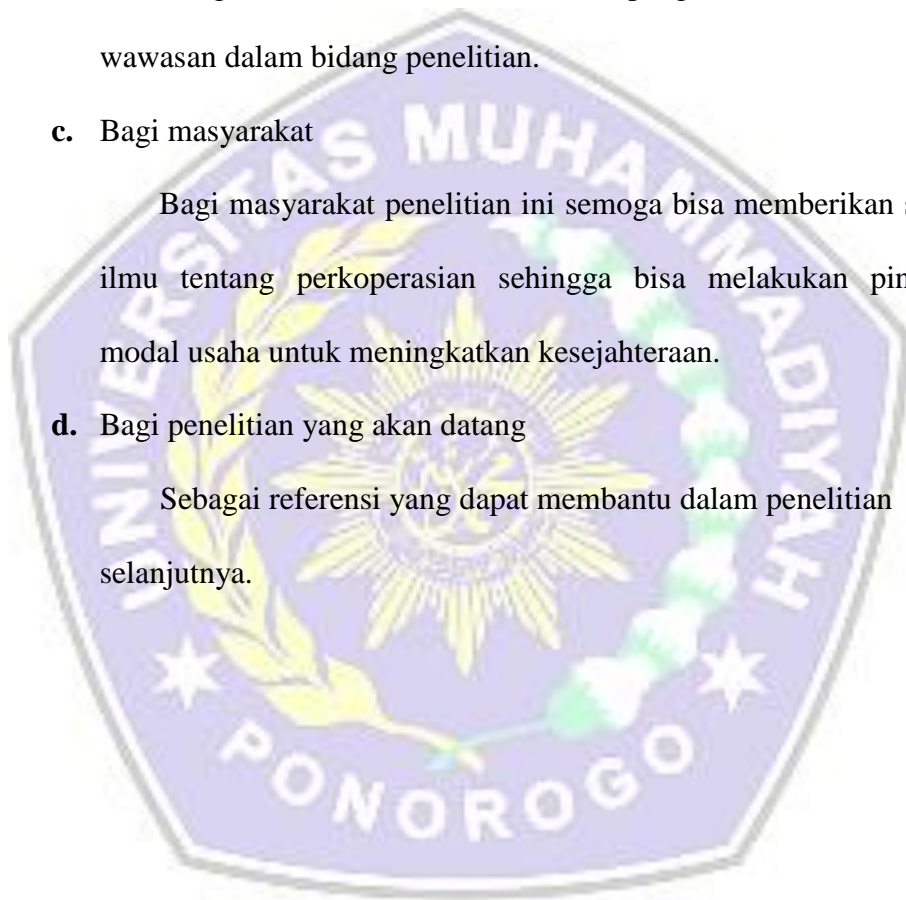 wawasan dalam bidang penelitian.
c. Bagi masyarakat
Bagi masyarakat penelitian ini semoga bisa memberikan
ilmu tentang perkoperasian sehingga bisa melakukan
modal usaha untuk meningkatkan kesejahteraan.
d. Bagi penelitian yang akan datang
Sebagai referensi yang dapat membantu dalam penelitian
selanjutnya.
UNIVERSITAS MUHAMMADIYAH
PONOROGO